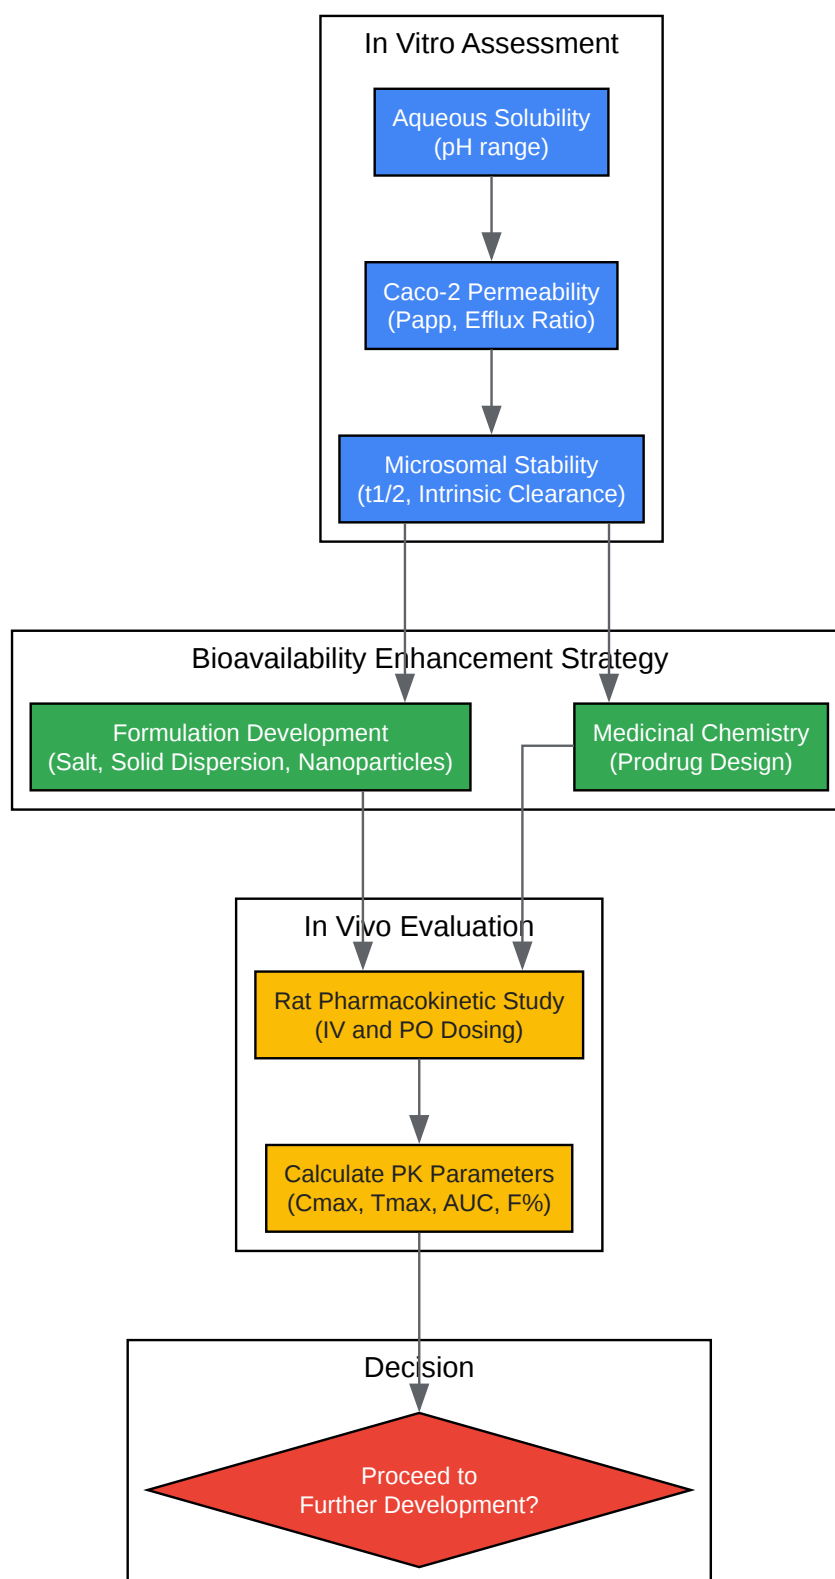 In Vitro Assessment
Aqueous Solubility
(pH range)
Caco-2 Permeability
(Papp, Efflux Ratio)
Microsomal Stability
(t1/2, Intrinsic Clearance)
Bioavailability Enhancement Strategy
Formulation Development
(Salt, Solid Dispersion, Nanoparticles)
Medicinal Chemistry
(Prodrug Design)
In Vivo Evaluation
Rat Pharmacokinetic Study
(IV and PO Dosing)
Calculate PK Parameters
(Cmax, Tmax, AUC, F%)
Decision
Proceed to
Further Development?